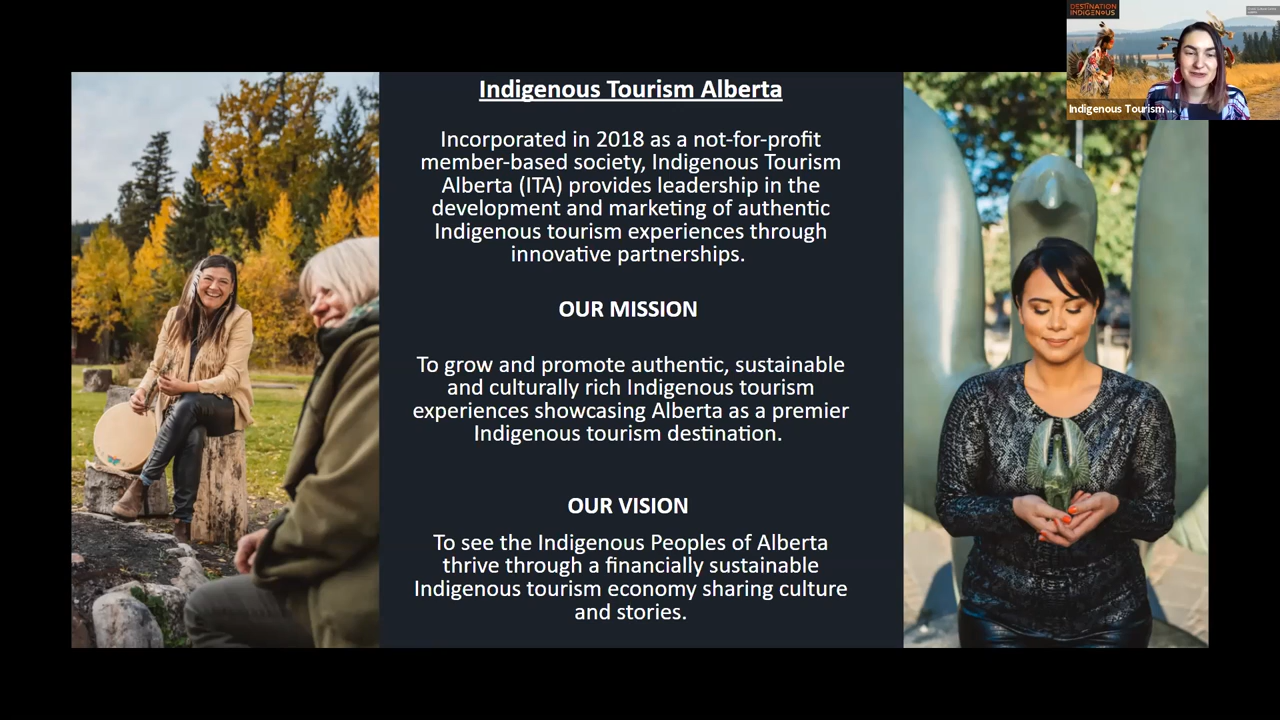 Indigenous Tourism Alberta
Incorporated in 2018 as a not-for-profit
member-based society, Indigenous Tourism
Alberta (ITA) provides leadership in the
development and marketing of authentic
Indigenous tourism experiences through
innovative partnerships.
OUR MISSION
To grow and promote authentic, sustainable
and culturally rich Indigenous tourism
experiences showcasing Alberta as a premier
Indigenous tourism destination.
OUR VISION
To see the Indigenous Peoples of Alberta
thrive through a financially sustainable
Indigenous tourism economy sharing culture
and stories.
DESTINATION
INDIGENOUS
Indigenous Tourism ...